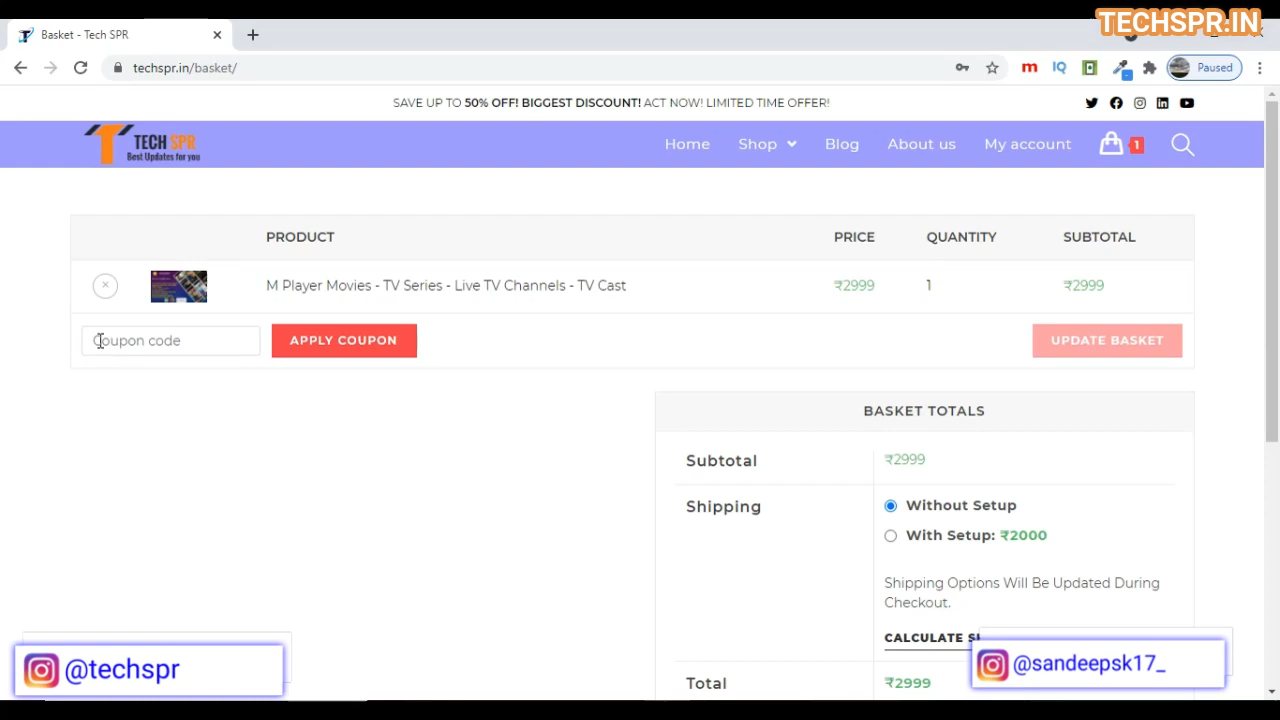 TECHSPR.IN
Basket - Tech SPR
techspr.in/basket/
Paused
SAVE UP TO 50% OFF! BIGGEST DISCOUNT! ACT NOW! LIMITED TIME OFFER!
TECH SPR
Best Updates for you
Home Shop Blog About us My account 1
PRODUCT PRICE QUANTITY SUBTOTAL
M Player Movies - TV Series - Live TV Channels - TV Cast ₹2999 1 ₹2999
Coupon code APPLY COUPON UPDATE BASKET
BASKET TOTALS
Subtotal ₹2999
Shipping Without Setup
With Setup: ₹2000
Shipping Options Will Be Updated During
Checkout.
CALCULATE
@techspr @sandeepsk17_
Total ₹2999